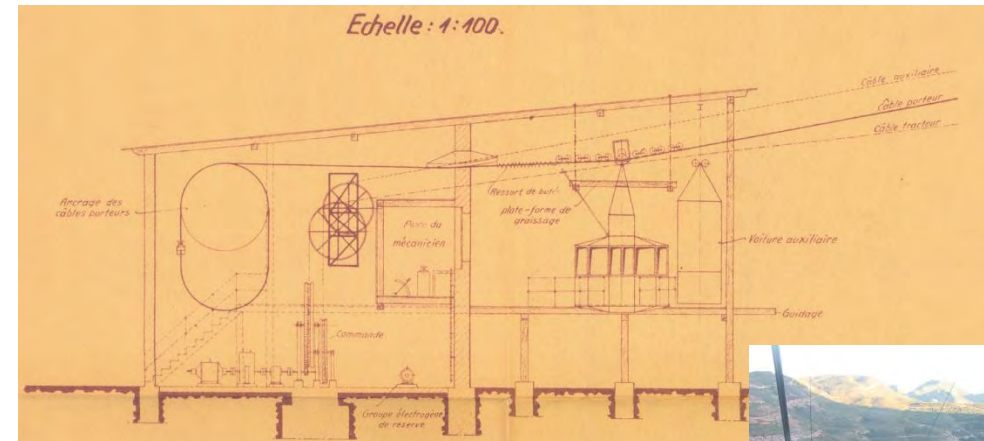 Echelle : 1:100.
Câble auxiliaire
Câble porteur
Câble tracteur
Ancrage des
câbles porteurs
Poste du
mécanicien
Ressort de buté
plate-forme de
graissage
Voiture auxiliaire
Guidage
Commande
Groupe électrogène
de réserve